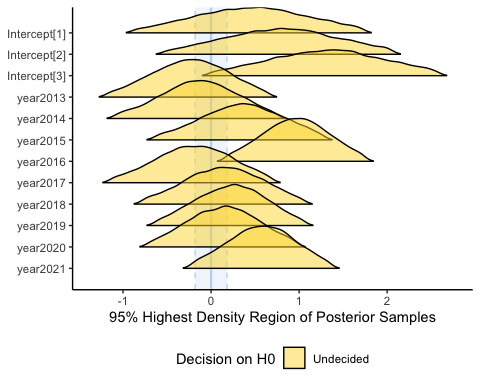 Intercept[1]
Intercept[2]
Intercept[3]
year2013
year2014
year2015
year2016
year2017
year2018
year2019
year2020
year2021
-1 0 1 2
95% Highest Density Region of Posterior Samples
Decision on H0 Undecided